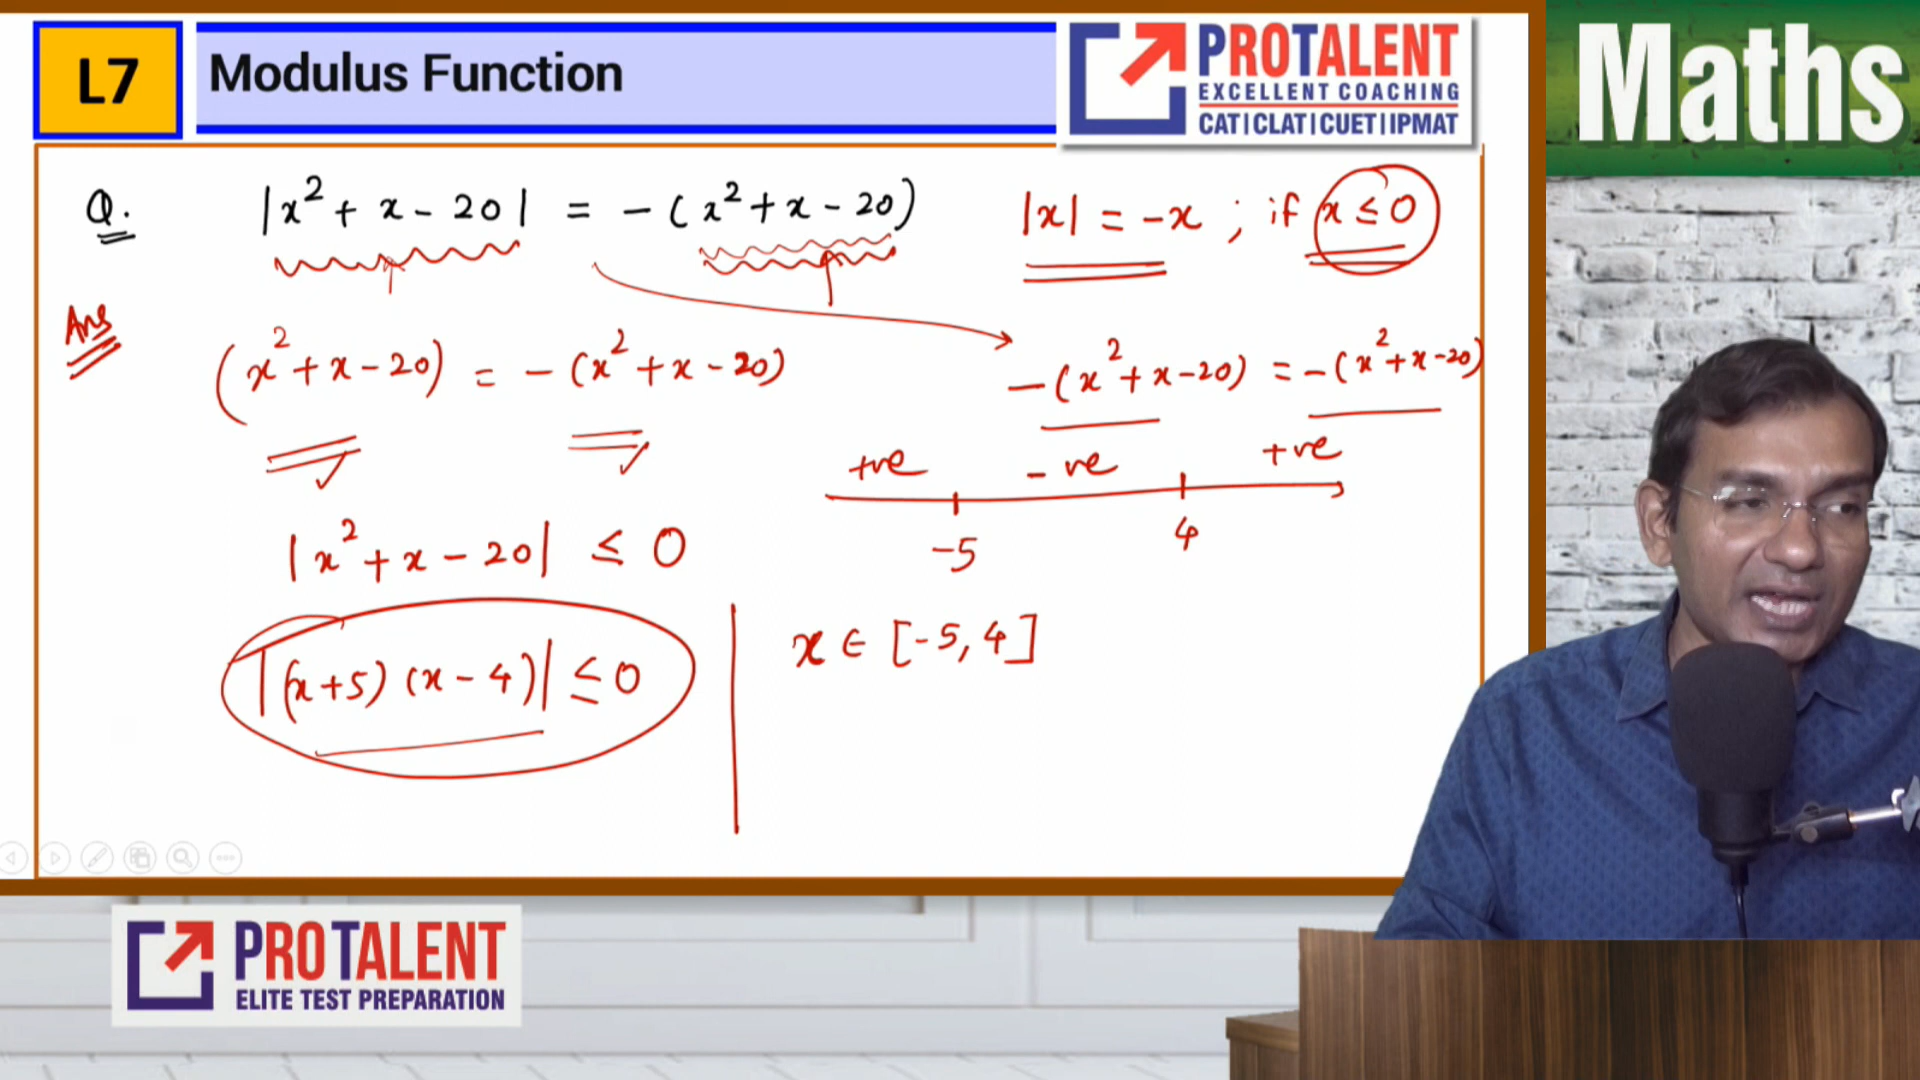 L7
Modulus Function
PROTALENT
EXCELLENT COACHING
CAT|CLAT|CUET|IPMAT
Maths
Q. |x² + x - 20| = -(x² + x - 20)
|x| = -x ; if x ≤ 0
Ans
(x² + x - 20) = -(x² + x - 20)
-(x² + x - 20) = -(x² + x - 20)
+ve -ve +ve
-5 4
|x² + x - 20| ≤ 0
|(x+5) (x-4)| ≤ 0
x ∈ [-5, 4]
PROTALENT
ELITE TEST PREPARATION